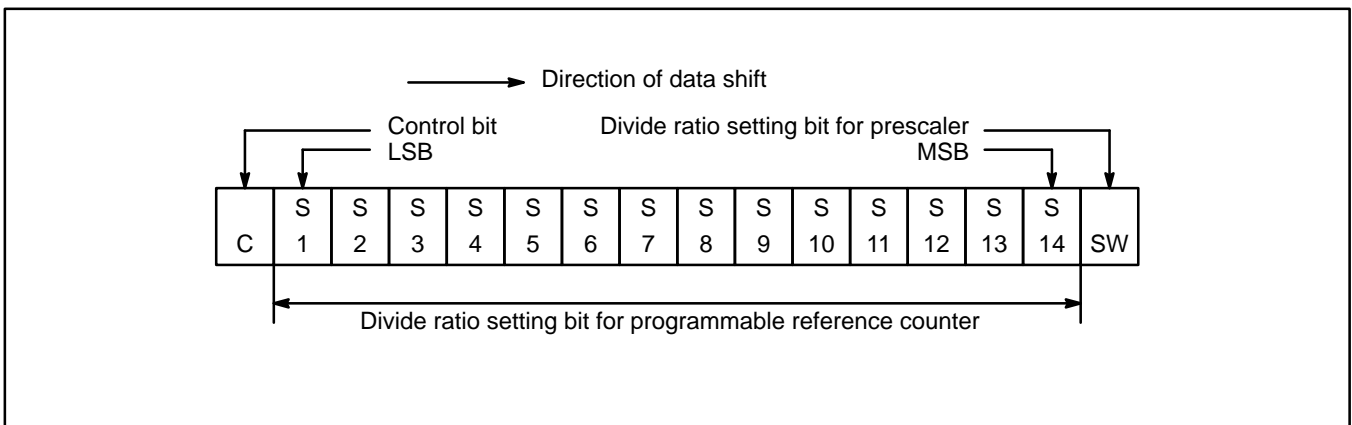 Direction of data shift
Control bit
Divide ratio setting bit for prescaler
LSB
MSB
S S S S S S S S S S S S S S
C 1 2 3 4 5 6 7 8 9 10 11 12 13 14 SW
Divide ratio setting bit for programmable reference counter